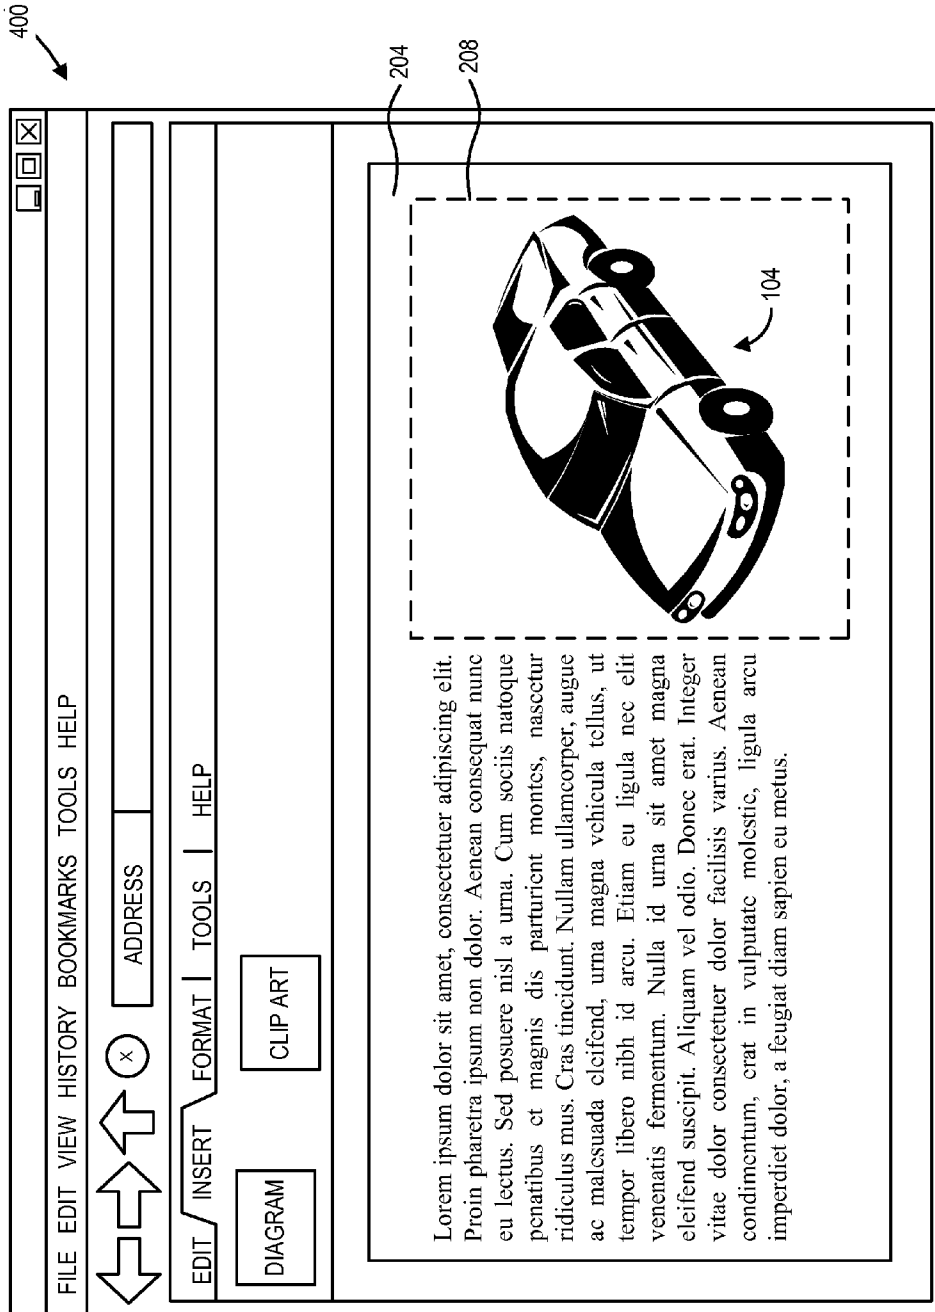 400
FILE EDIT VIEW HISTORY BOOKMARKS TOOLS HELP
X
ADDRESS
EDIT INSERT FORMAT TOOLS HELP
DIAGRAM
CLIP ART
204
208
104
Lorem ipsum dolor sit amet, consectetuer adipiscing elit.
Proin pharetra ipsum non dolor. Aenean consequat nunc
eu lectus. Sed posuere nisl a urna. Cum sociis natoque
penatibus et magnis dis parturient montes, nascetur
ridiculus mus. Cras tincidunt. Nullam ullamcorper, augue
ac malesuada eleifend, urna magna vehicula tellus, ut
tempor libero nibh id arcu. Etiam eu ligula nec elit
venenatis fermentum. Nulla id urna sit amet magna
eleifend suscipit. Aliquam vel odio. Donec erat. Integer
vitae dolor consectetuer dolor facilisis varius. Aenean
condimentum, erat in vulputate molestie, ligula arcu
imperdiet dolor, a feugiat diam sapien eu metus.